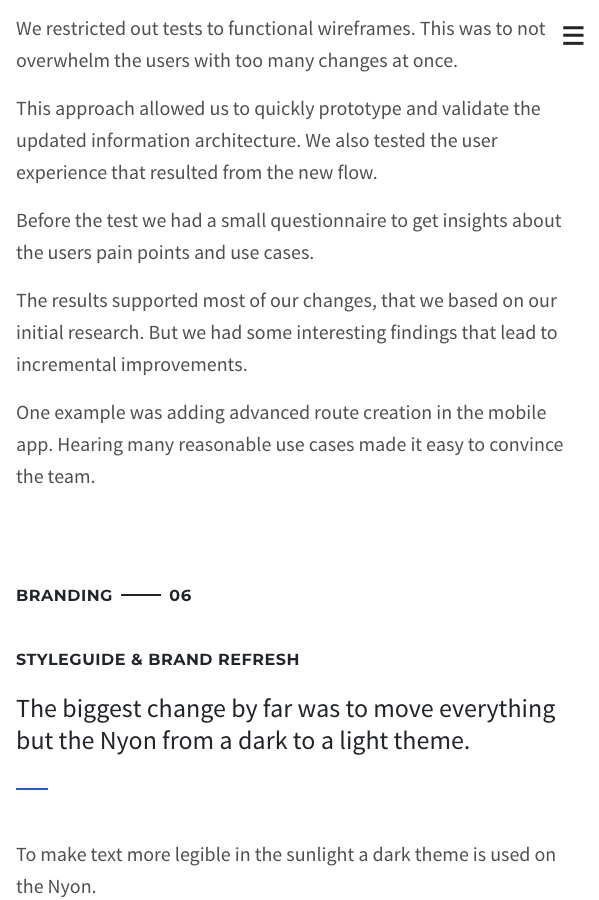 We restricted out tests to functional wireframes. This was to not
overwhelm the users with too many changes at once.
This approach allowed us to quickly prototype and validate the
updated information architecture. We also tested the user
experience that resulted from the new flow.
Before the test we had a small questionnaire to get insights about
the users pain points and use cases.
The results supported most of our changes, that we based on our
initial research. But we had some interesting findings that lead to
incremental improvements.
One example was adding advanced route creation in the mobile
app. Hearing many reasonable use cases made it easy to convince
the team.
BRANDING 06
STYLEGUIDE & BRAND REFRESH
The biggest change by far was to move everything
but the Nyon from a dark to a light theme.
To make text more legible in the sunlight a dark theme is used on
the Nyon.